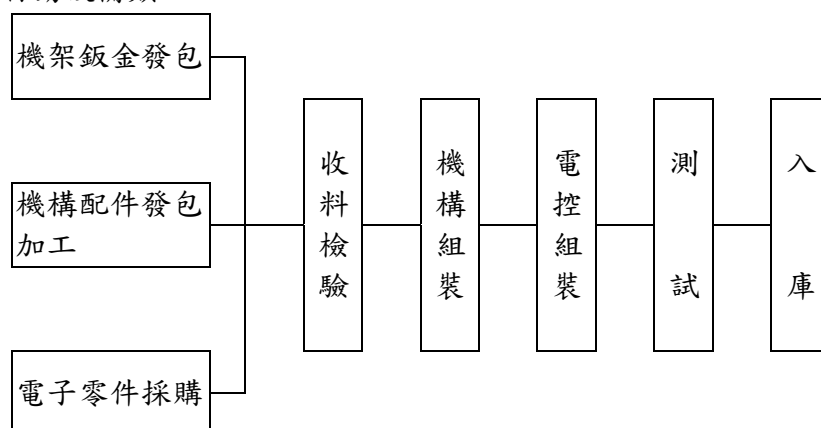 機架鈑金發包
機構配件發包
加工
電子零件採購
收料檢驗
機構組裝
電控組裝
測試
入庫